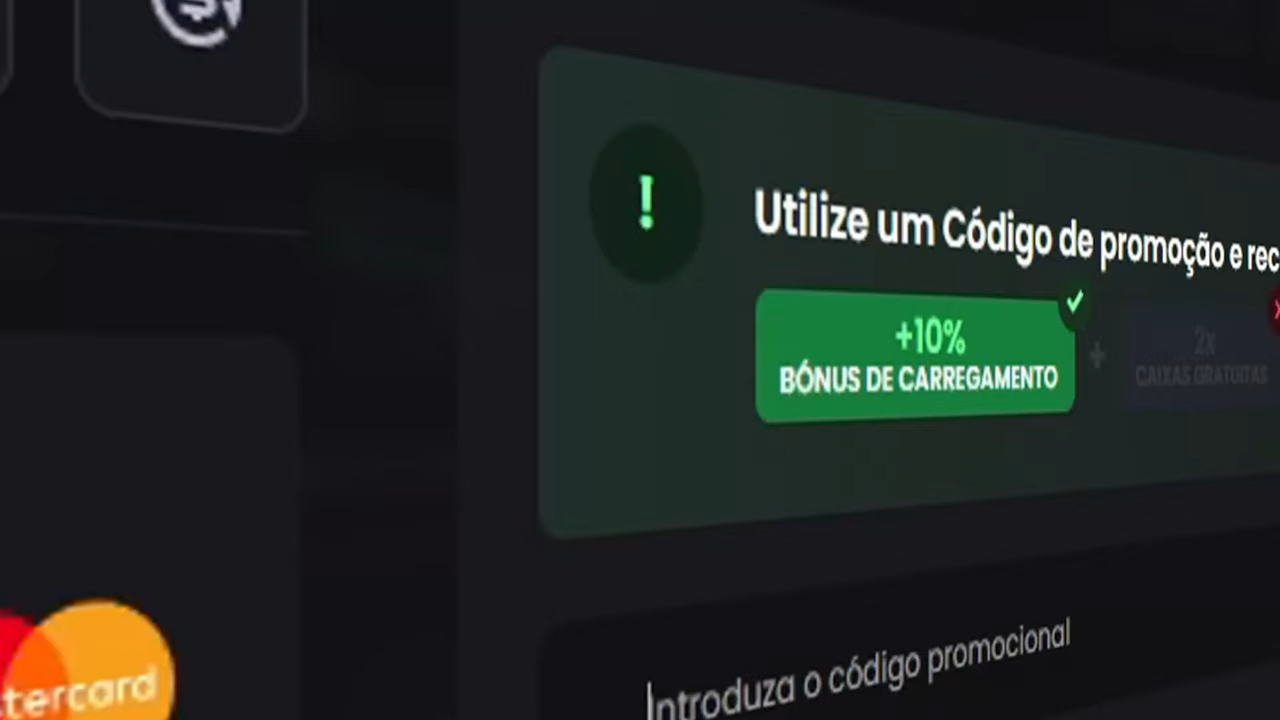 !
Utilize um Código de promoção e rec
+10%
BÓNUS DE CARREGAMENTO
+
2x
CAIXAS GRATUITAS
Introduza o código promocional
tercard